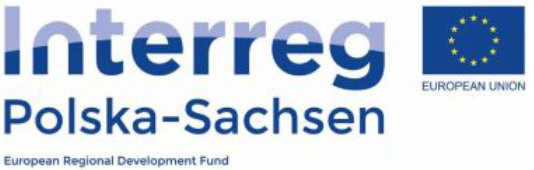 Interreg
EUROPEAN UNION
Polska-Sachsen
European Regional Development Fund